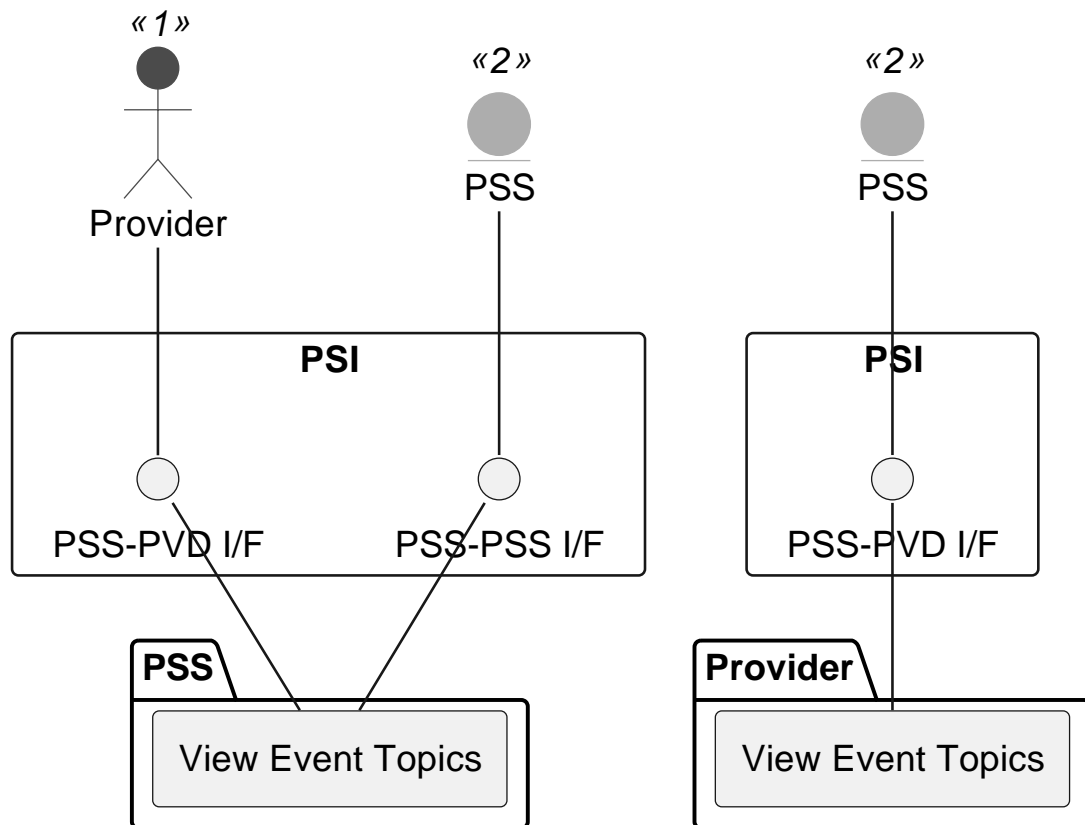 «1»
«2»
«2»
PSS
PSS
Provider
PSI
PSI
PSS-PVD I/F
PSS-PSS I/F
PSS-PVD I/F
PSS
Provider
View Event Topics
View Event Topics